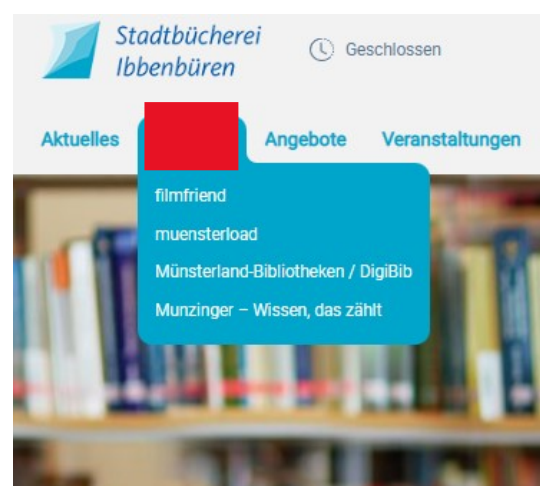 Stadtbücherei
Ibbenbüren
Geschlossen
Aktuelles Angebote Veranstaltungen
filmfriend
muensterload
Münsterland-Bibliotheken / DigiBib
Munzinger – Wissen, das zählt